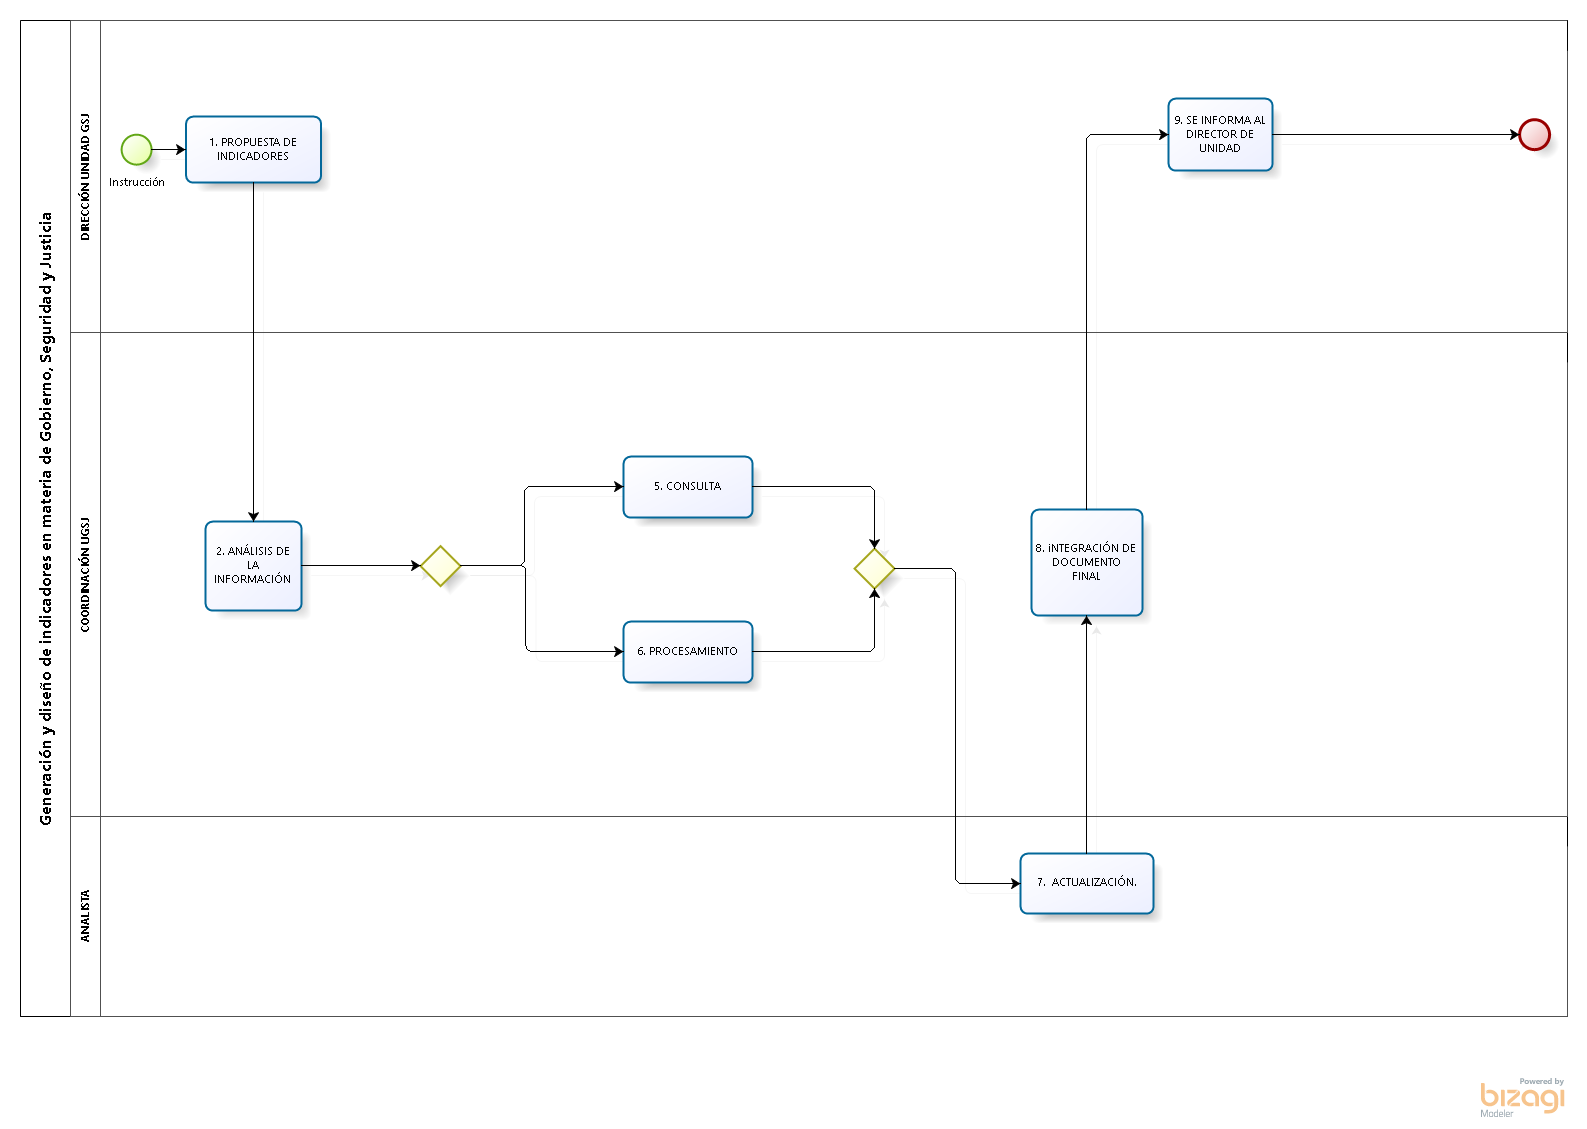 Generación y diseño de indicadores en materia de Gobierno, Seguridad y Justicia
DIRECCIÓN UNIDAD GSJ
Instrucción
1. PROPUESTA DE
INDICADORES
9. SE INFORMA AL
DIRECTOR DE
UNIDAD
COORDINACIÓN UGSJ
2. ANÁLISIS DE
LA
INFORMACIÓN
5. CONSULTA
6. PROCESAMIENTO
8. iNTEGRACIÓN DE
DOCUMENTO
FINAL
ANALISTA
7. ACTUALIZACIÓN.
Powered by
bizagi
Modeler